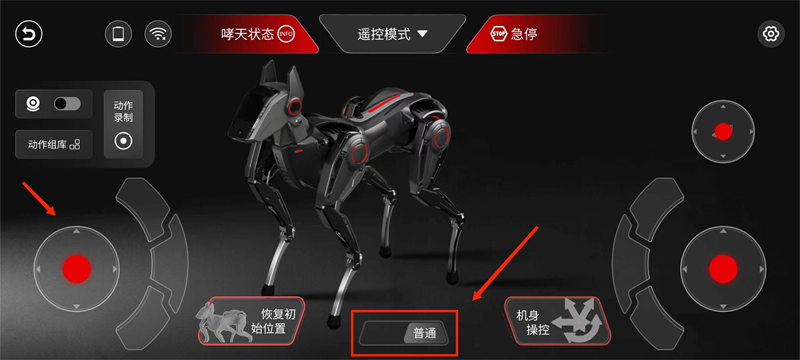 哮天状态 INFO
遥控模式
STOP 急停
动作
录制
动作组库
恢复初
始位置
普通
机身
操控